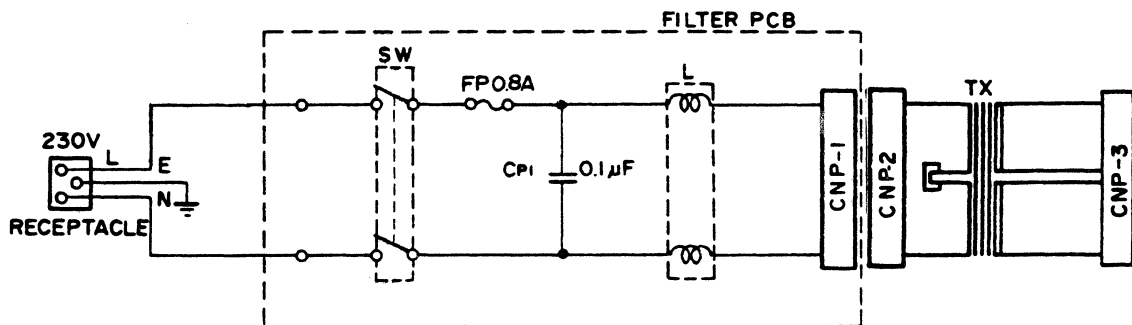 FILTER PCB
SW
FP0.8A
L
TX
230V
L
E
N
RECEPTACLE
CP1
0.1µF
CNP-1
CNP-2
CNP-3